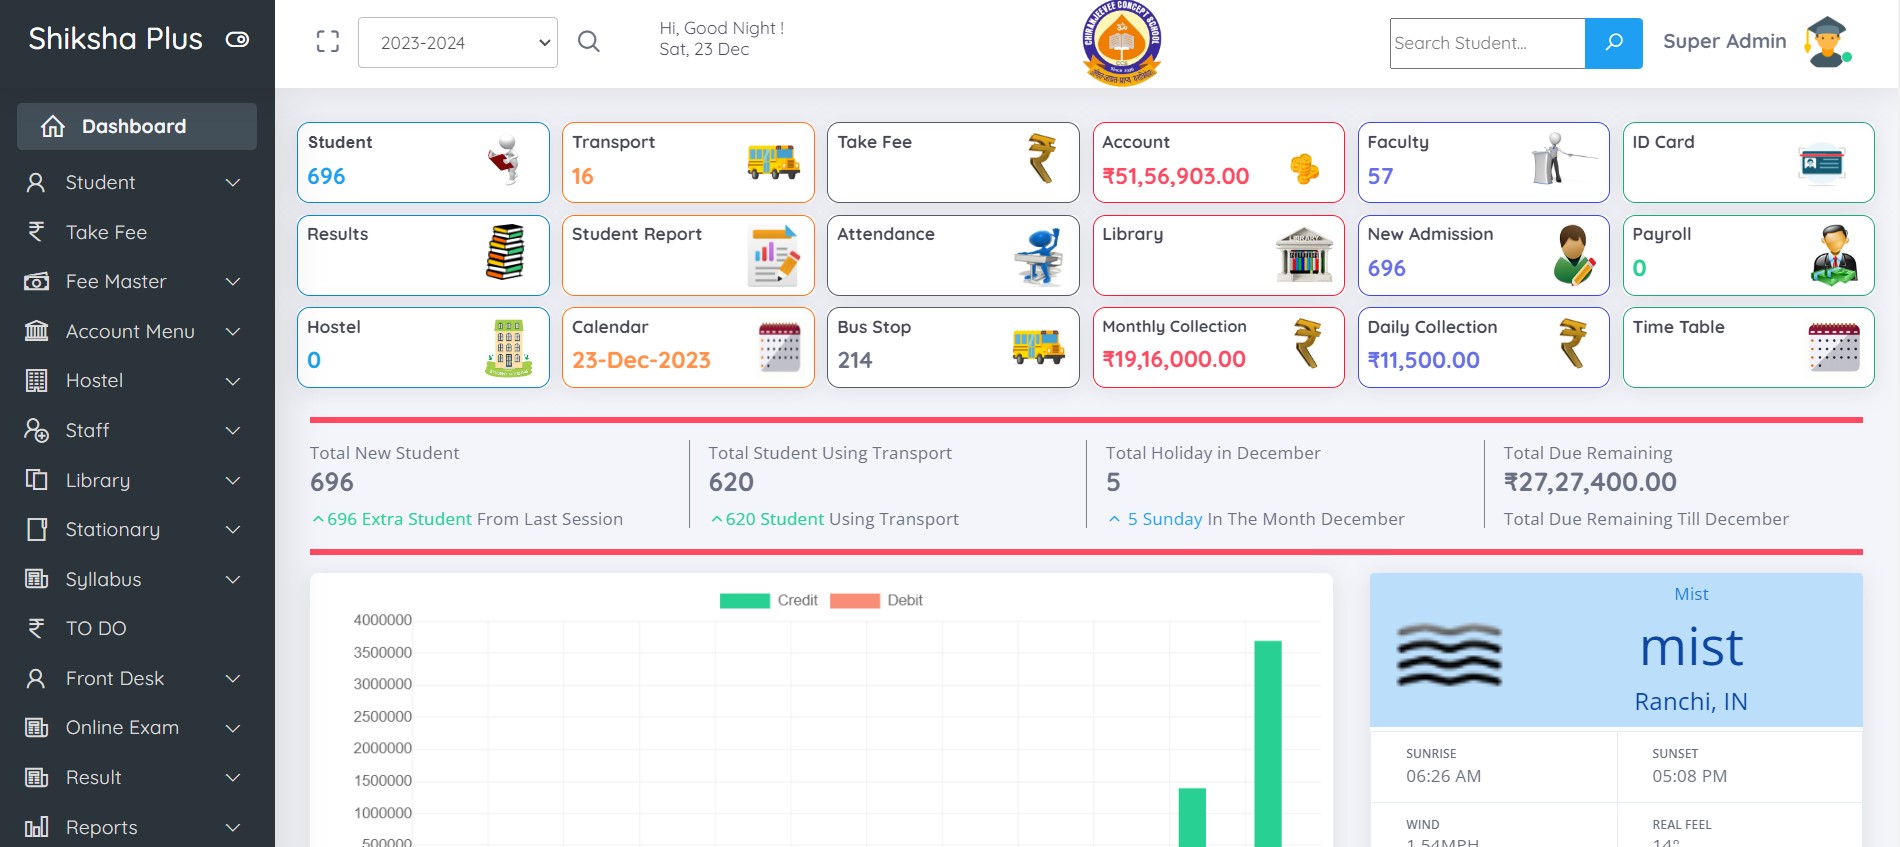 Shiksha Plus
2023-2024
Hi, Good Night !
Sat, 23 Dec
CHIRANJEEVEE CONCEPT SCHOOL
Search Student...
Super Admin
Dashboard
Student
Take Fee
Fee Master
Account Menu
Hostel
Staff
Library
Stationary
Syllabus
TO DO
Front Desk
Online Exam
Result
Reports
Student
696
Transport
16
Take Fee
Account
₹51,56,903.00
Faculty
57
ID Card
Results
Student Report
Attendance
Library
LIBRARY
New Admission
696
Payroll
0
Hostel
0
Calendar
23-Dec-2023
Bus Stop
214
Monthly Collection
₹19,16,000.00
Daily Collection
₹11,500.00
Time Table
Total New Student
696
696 Extra Student From Last Session
Total Student Using Transport
620
620 Student Using Transport
Total Holiday in December
5
5 Sunday In The Month December
Total Due Remaining
₹27,27,400.00
Total Due Remaining Till December
Credit
Debit
4000000
3500000
3000000
2500000
2000000
1500000
1000000
500000
Mist
mist
Ranchi, IN
SUNRISE
06:26 AM
SUNSET
05:08 PM
WIND
1.54MPH
REAL FEEL
14°